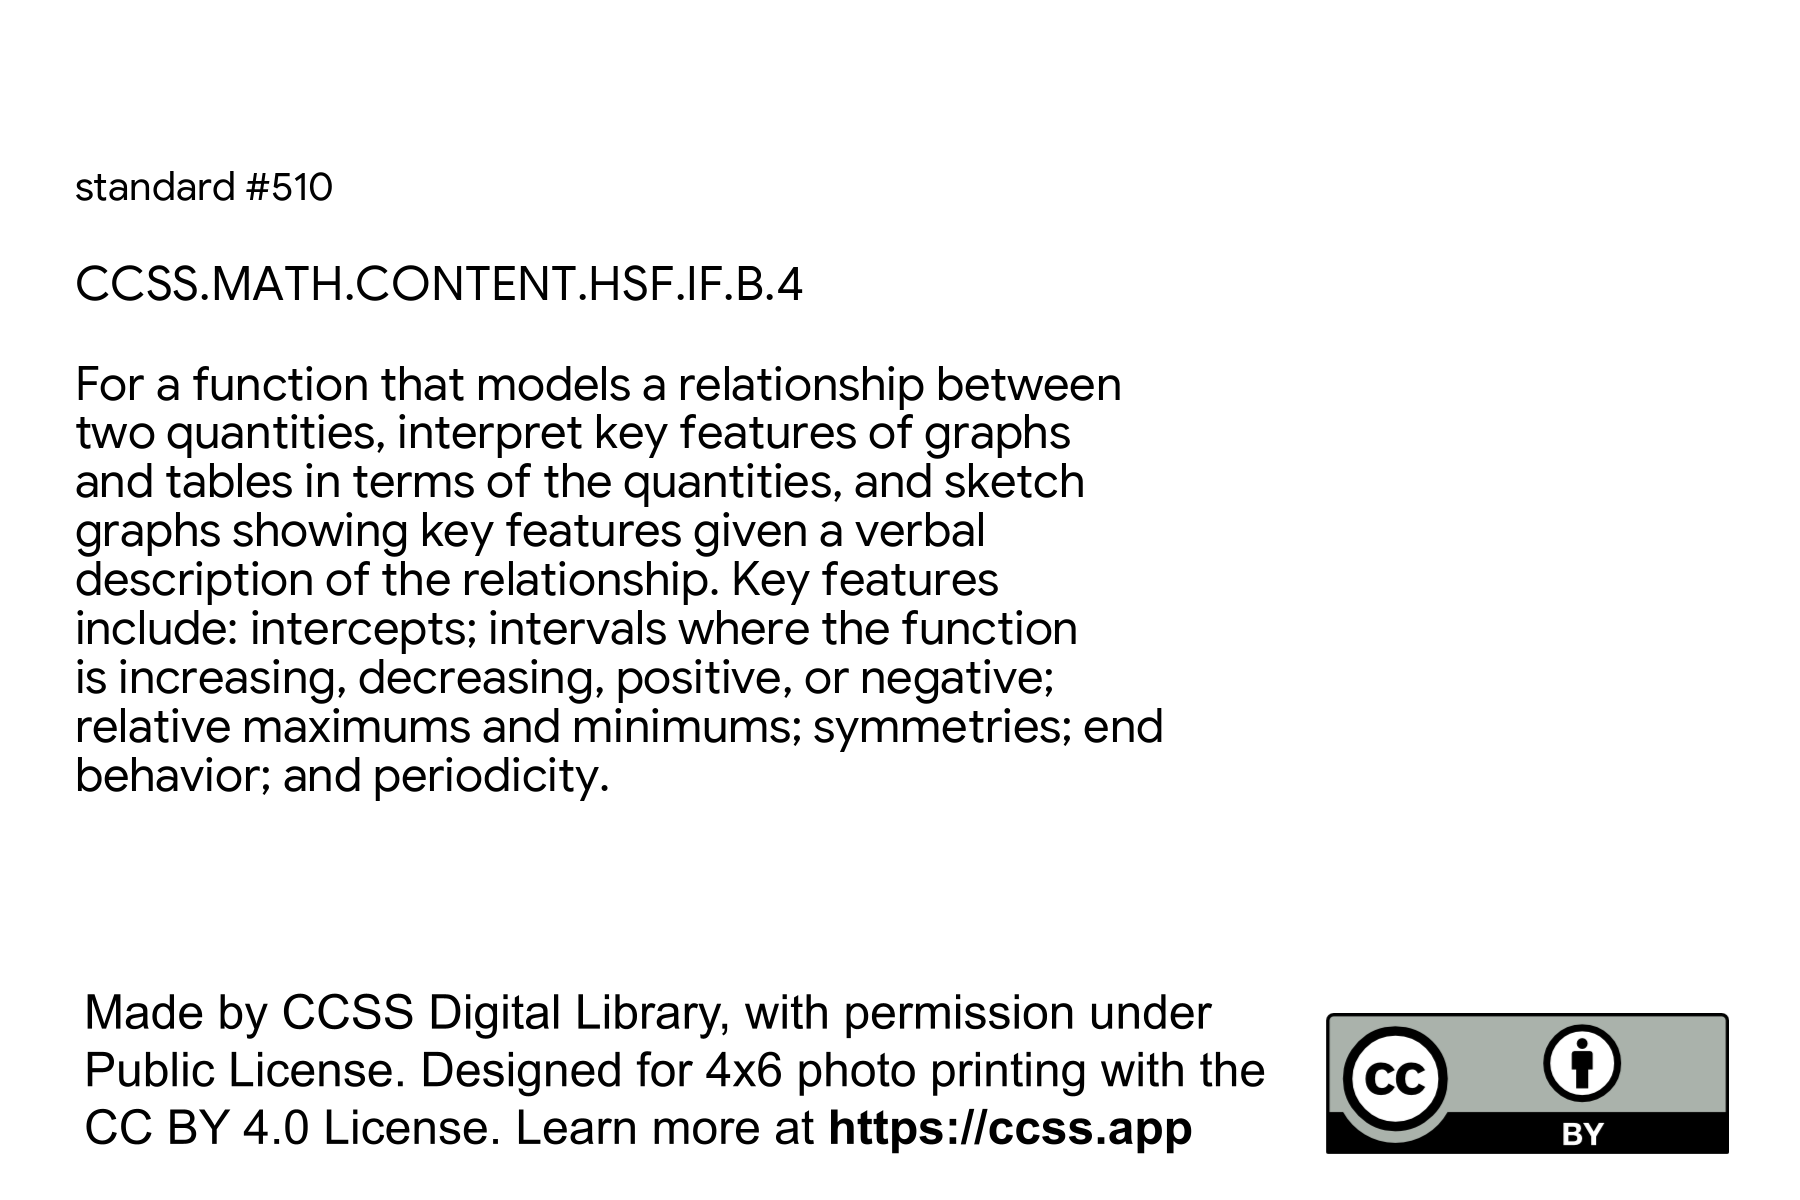 standard #510
CCSS.MATH.CONTENT.HSF.IF.B.4
For a function that models a relationship between
two quantities, interpret key features of graphs
and tables in terms of the quantities, and sketch
graphs showing key features given a verbal
description of the relationship. Key features
include: intercepts; intervals where the function
is increasing, decreasing, positive, or negative;
relative maximums and minimums; symmetries; end
behavior; and periodicity.
Made by CCSS Digital Library, with permission under
Public License. Designed for 4x6 photo printing with the
CC BY 4.0 License. Learn more at https://ccss.app
CC
BY